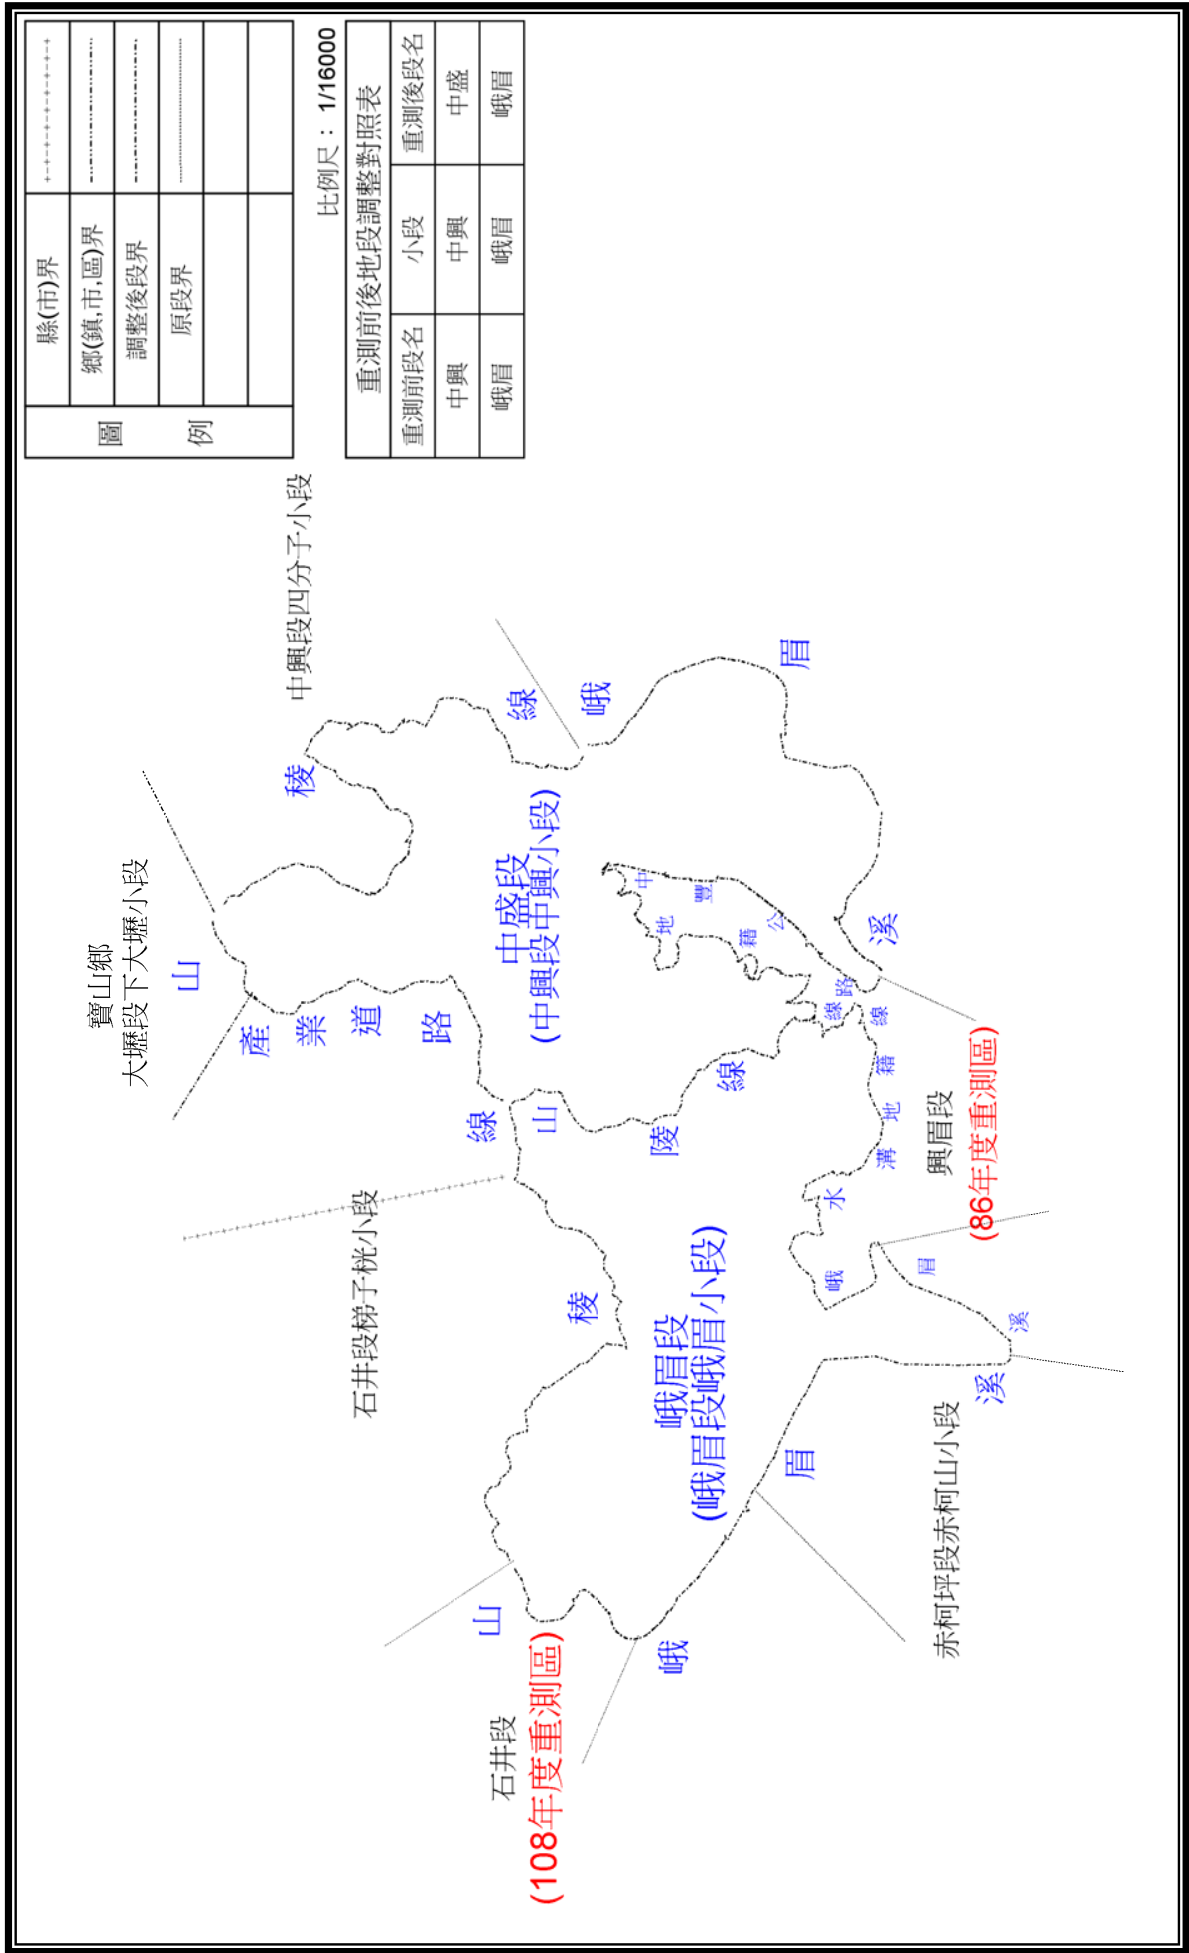 圖例
縣(市)界
鄉(鎮,市,區)界
調整後段界
原段界
比例尺：1/16000
重測前後地段調整對照表
重測前段名 小段 重測後段名
中興 中興 中盛
峨眉 峨眉 峨眉
寶山鄉
大壢段下大壢小段
中興段四分子小段
石井段梯子桄小段
石井段
(108年度重測區)
山稜線
產業道路
山稜線
山陵線
中盛段
(中興段中興小段)
峨眉段
(峨眉段峨眉小段)
峨眉溪
中豐公路
地籍線
水溝地籍線
峨眉溪
峨眉溪
興眉段
(86年度重測區)
赤柯坪段赤柯山小段